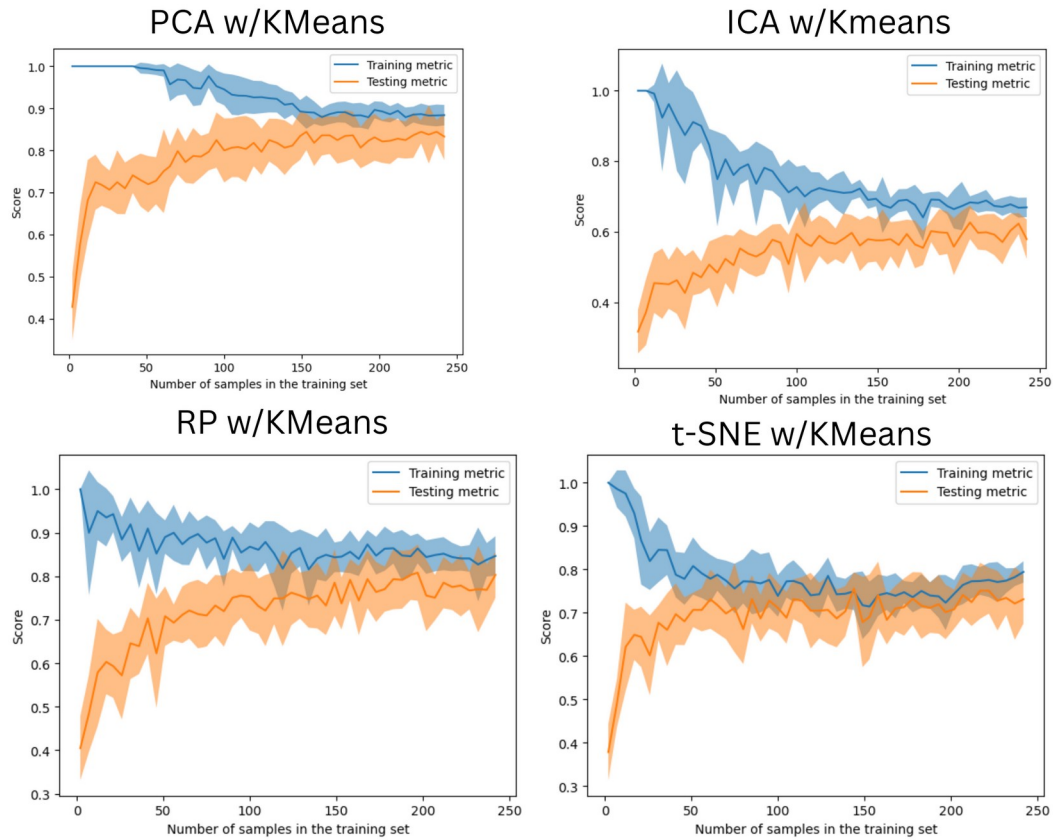 PCA w/KMeans
Training metric
Testing metric
1.0
0.9
0.8
0.7
0.6
0.5
0.4
Score
0
50
100
150
200
250
Number of samples in the training set
ICA w/Kmeans
Training metric
Testing metric
1.0
0.8
0.6
0.4
Score
0
50
100
150
200
250
Number of samples in the training set
RP w/KMeans
Training metric
Testing metric
1.0
0.9
0.8
0.7
0.6
0.5
0.4
0.3
Score
0
50
100
150
200
250
Number of samples in the training set
t-SNE w/KMeans
Training metric
Testing metric
1.0
0.9
0.8
0.7
0.6
0.5
0.4
0.3
Score
0
50
100
150
200
250
Number of samples in the training set